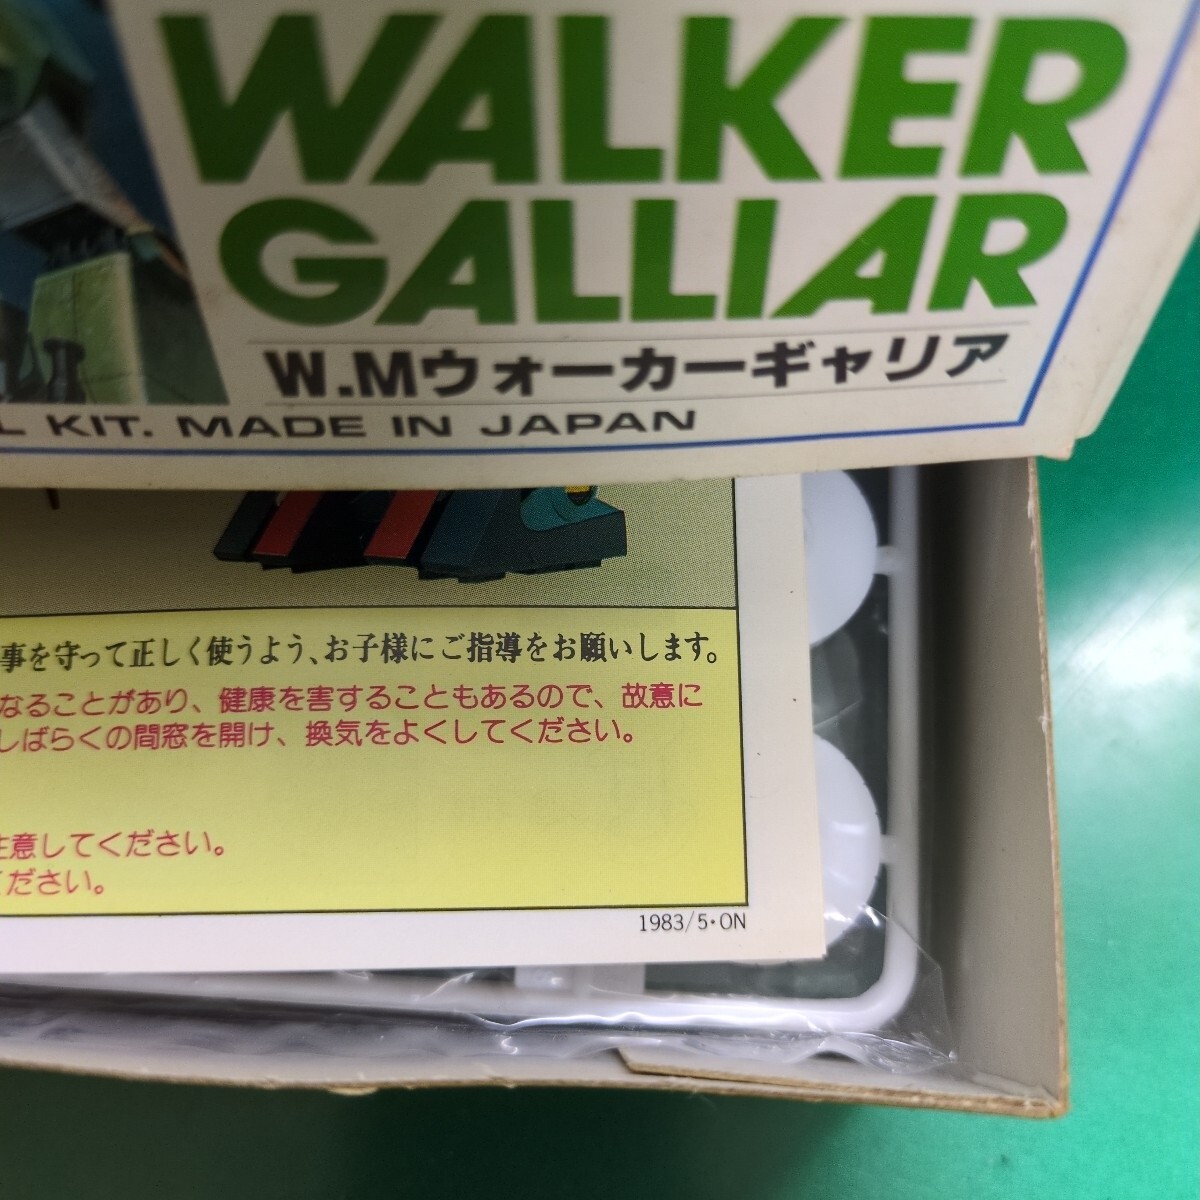 WALKER
GALLIAR
W.Mウォーカーギャリア
L KIT. MADE IN JAPAN
事を守って正しく使うよう、お子様にご指導をお願いします。
なることがあり、健康を害することもあるので、故意に
しばらくの間窓を開け、換気をよくしてください。
注意してください。
ください。
1983/5・ON